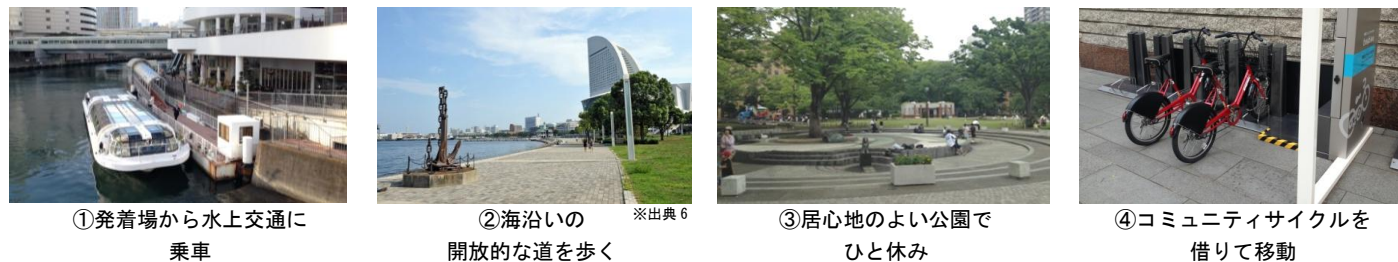 ①発着場から水上交通に
乗車
②海沿いの
※出典 6
開放的な道を歩く
③居心地のよい公園で
ひと休み
④コミュニティサイクルを
借りて移動